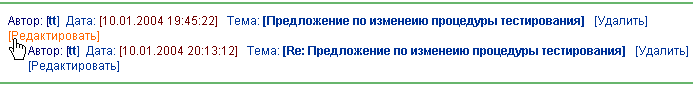 Автор: [tt] Дата: [10.01.2004 19:45:22] Тема: [Предложение по изменеию процедуры тестирования] [Удалить]
[Редактировать]
Автор: [tt] Дата: [10.01.2004 20:13:12] Тема: [Re: Предложение по изменеию процедуры тестирования] [Удалить]
[Редактировать]